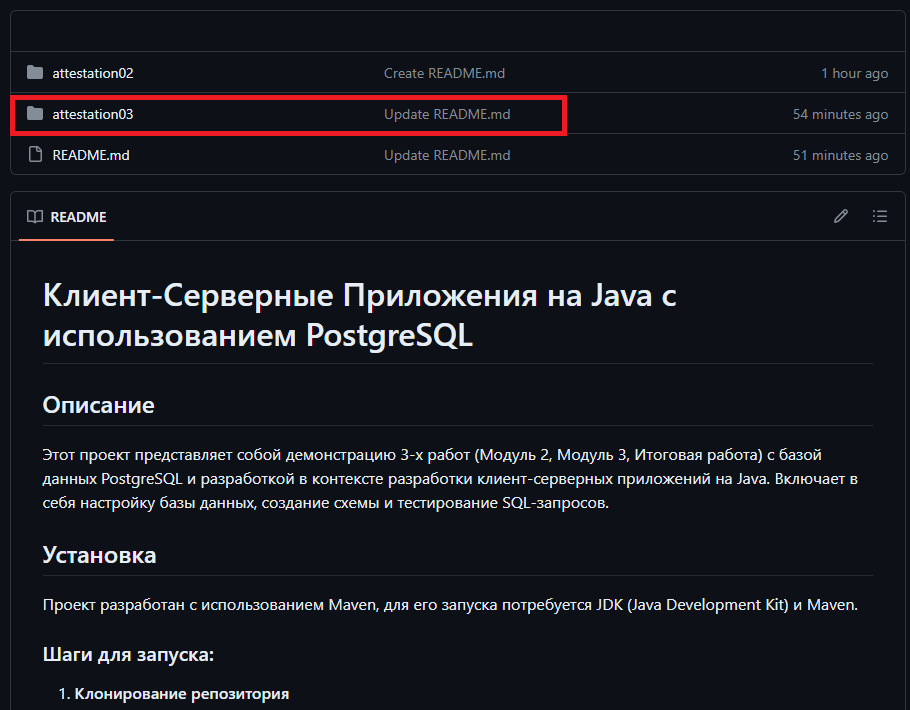 attestation02 Create README.md 1 hour ago
attestation03 Update README.md 54 minutes ago
README.md Update README.md 51 minutes ago
README
Клиент-Серверные Приложения на Java с
использованием PostgreSQL
Описание
Этот проект представляет собой демонстрацию 3-х работ (Модуль 2, Модуль 3, Итоговая работа) с базой
данных PostgreSQL и разработкой в контексте разработки клиент-серверных приложений на Java. Включает в
себя настройку базы данных, создание схемы и тестирование SQL-запросов.
Установка
Проект разработан с использованием Maven, для его запуска потребуется JDK (Java Development Kit) и Maven.
Шаги для запуска:
1. Клонирование репозитория